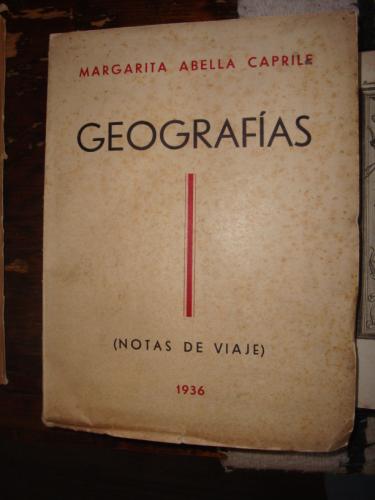 MARGARITA ABELLA CAPRILE
GEOGRAFÍAS
(NOTAS DE VIAJE)
1936